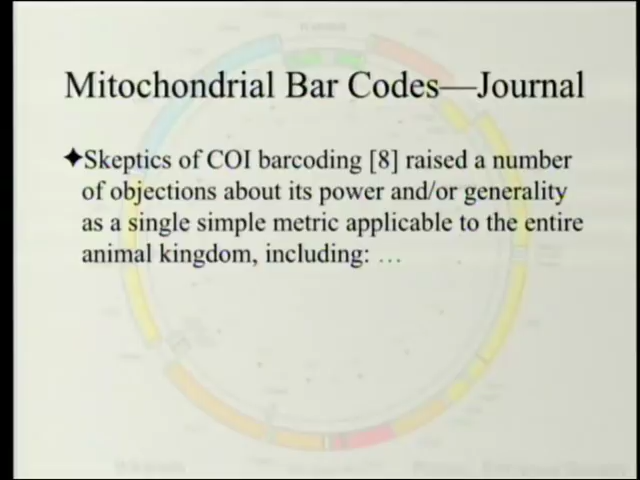 Mitochondrial Bar Codes—Journal
✦Skeptics of COI barcoding [8] raised a number
of objections about its power and/or generality
as a single simple metric applicable to the entire
animal kingdom, including: …